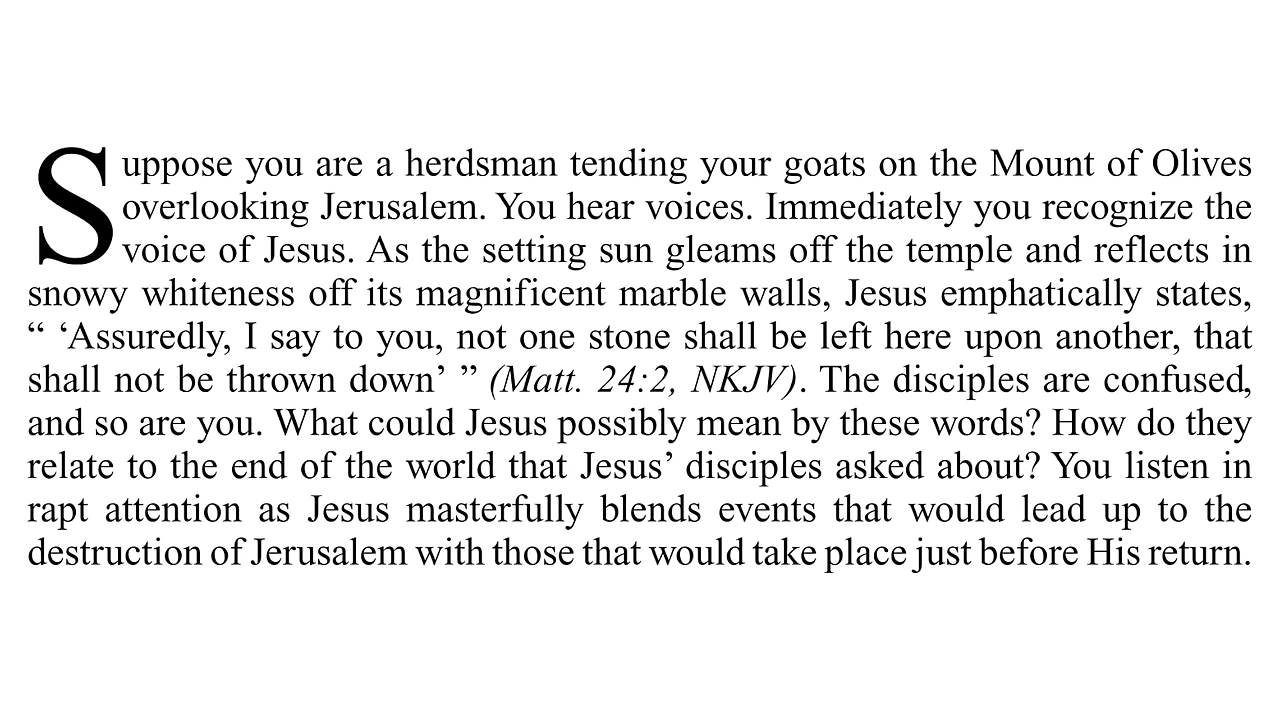 Suppose you are a herdsman tending your goats on the Mount of Olives
overlooking Jerusalem. You hear voices. Immediately you recognize the
voice of Jesus. As the setting sun gleams off the temple and reflects in
snowy whiteness off its magnificent marble walls, Jesus emphatically states,
“ ‘Assuredly, I say to you, not one stone shall be left here upon another, that
shall not be thrown down’ ” (Matt. 24:2, NKJV). The disciples are confused,
and so are you. What could Jesus possibly mean by these words? How do they
relate to the end of the world that Jesus’ disciples asked about? You listen in
rapt attention as Jesus masterfully blends events that would lead up to the
destruction of Jerusalem with those that would take place just before His return.